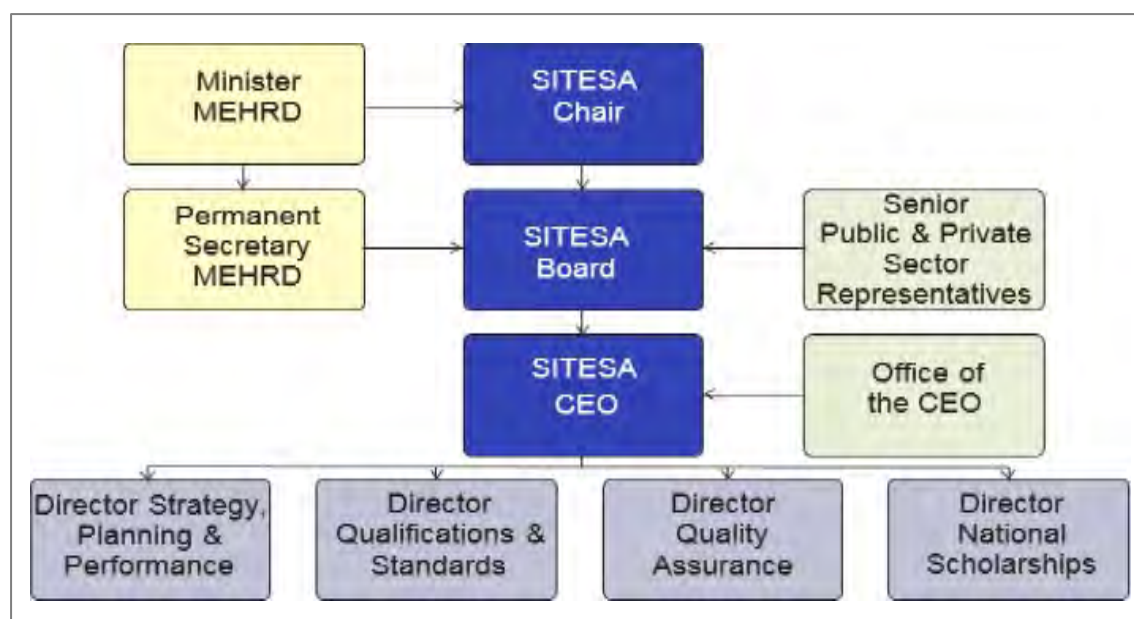 Minister
MEHRD
SITESA
Chair
Permanent
Secretary
MEHRD
SITESA
Board
Senior
Public & Private
Sector
Representatives
SITESA
CEO
Office of
the CEO
Director Strategy,
Planning &
Performance
Director
Qualifications &
Standards
Director
Quality
Assurance
Director
National
Scholarships